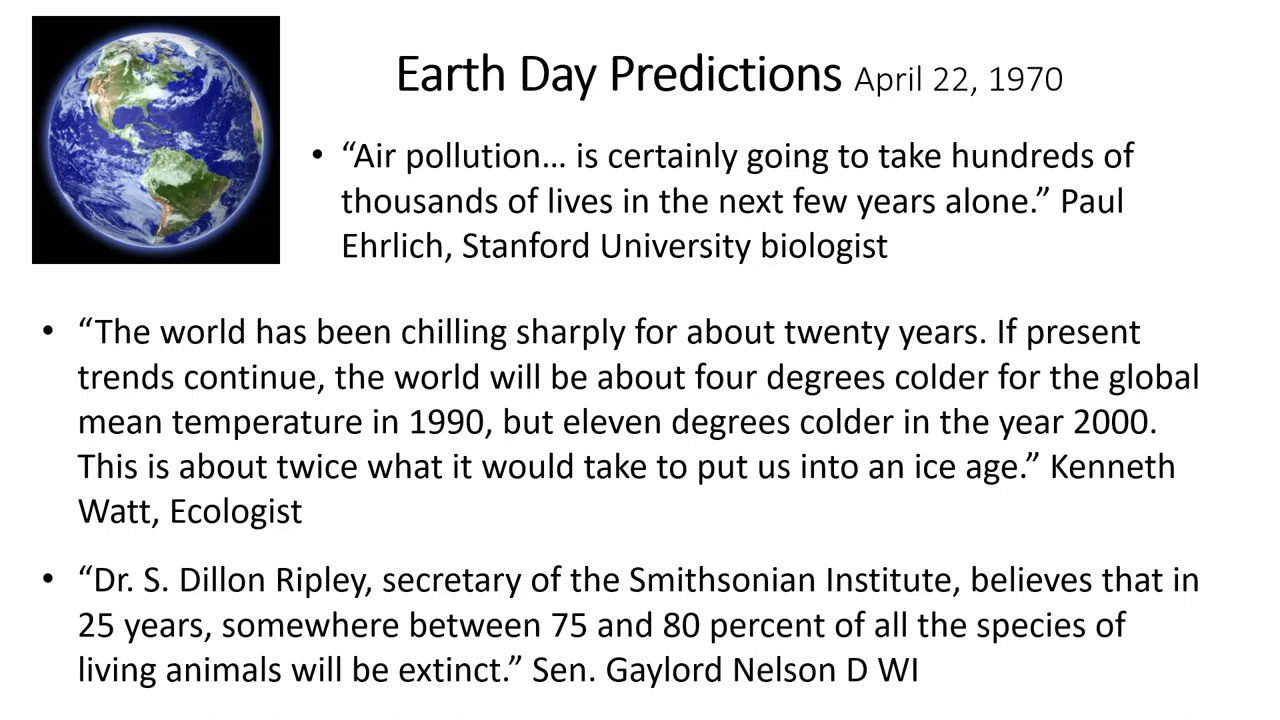 Earth Day Predictions April 22, 1970
• “Air pollution... is certainly going to take hundreds of
thousands of lives in the next few years alone.” Paul
Ehrlich, Stanford University biologist
• “The world has been chilling sharply for about twenty years. If present
trends continue, the world will be about four degrees colder for the global
mean temperature in 1990, but eleven degrees colder in the year 2000.
This is about twice what it would take to put us into an ice age.” Kenneth
Watt, Ecologist
• “Dr. S. Dillon Ripley, secretary of the Smithsonian Institute, believes that in
25 years, somewhere between 75 and 80 percent of all the species of
living animals will be extinct.” Sen. Gaylord Nelson D WI